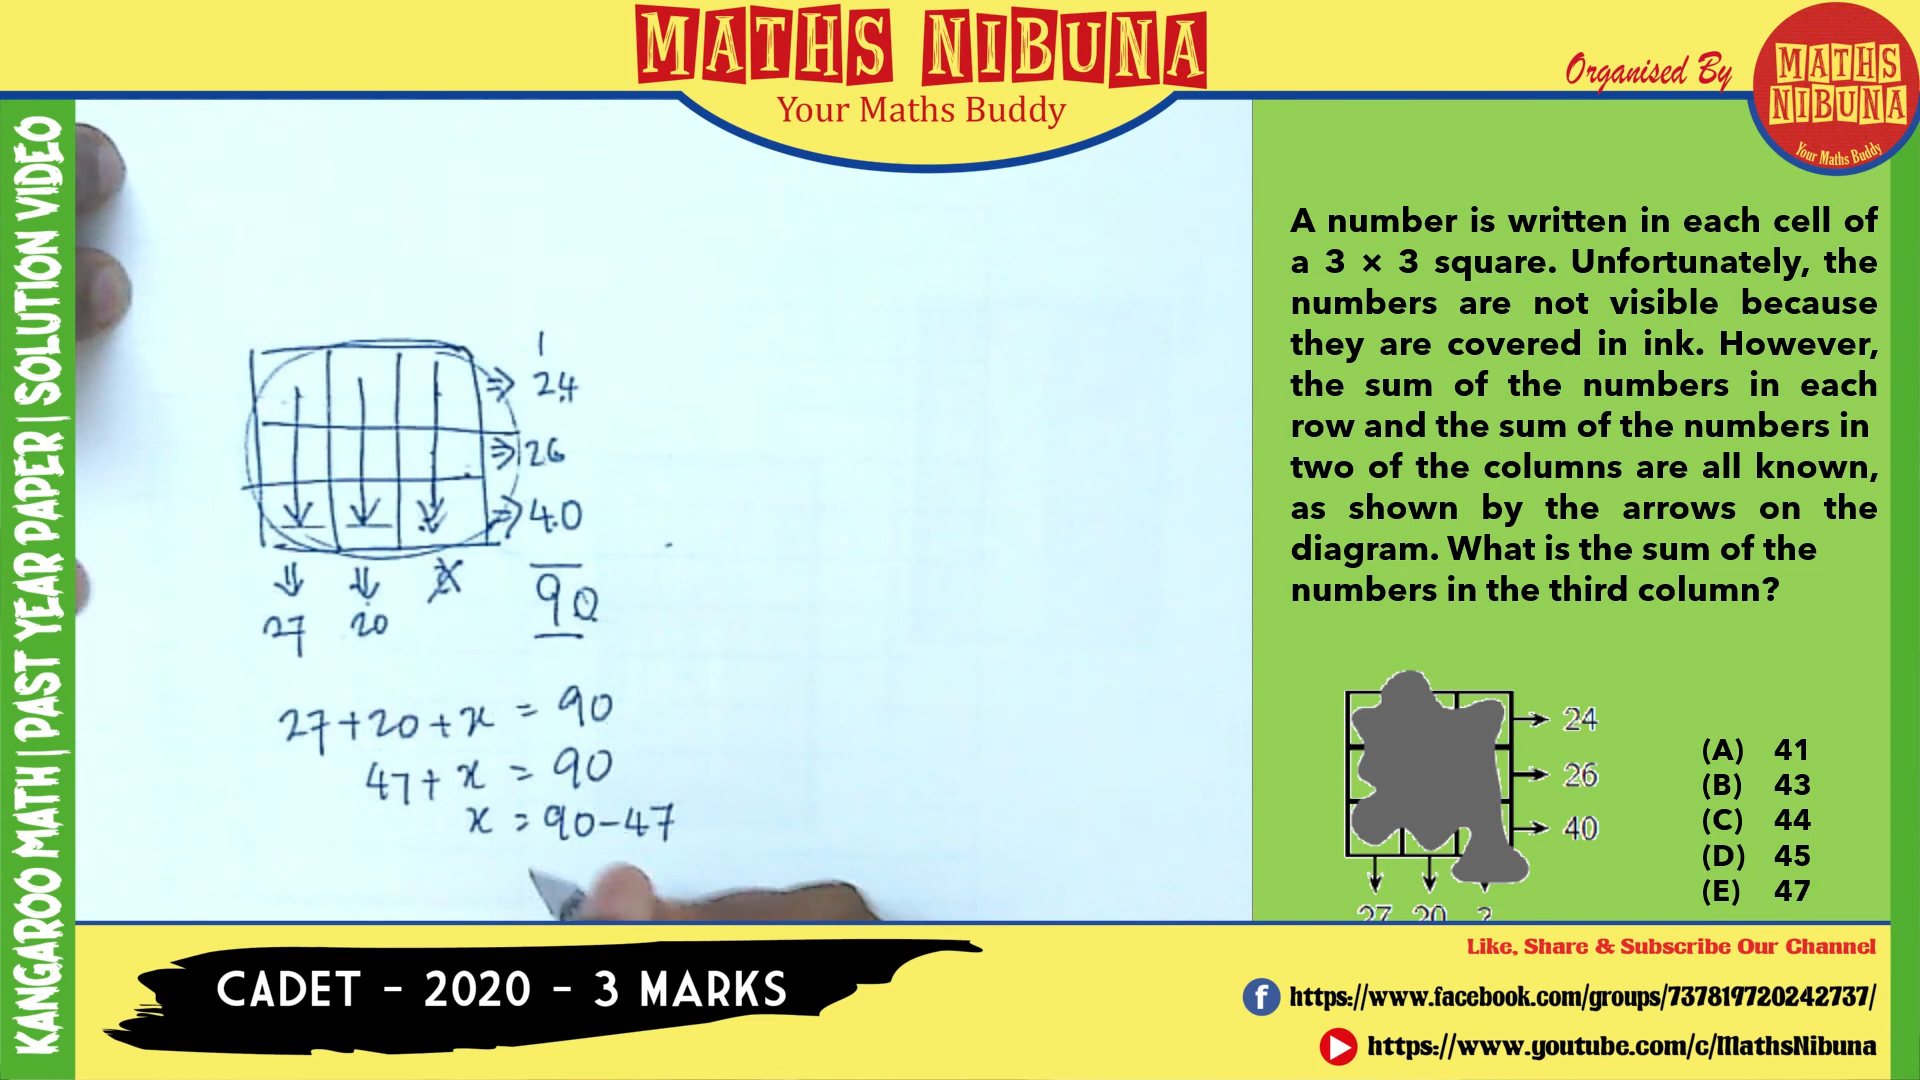 MATHS NIBUNA
Your Maths Buddy
Organised By
MATHS
NIBUNA
Your Maths Buddy
KANGAROO MATH | PAST YEAR PAPER | SOLUTION VIDEO
1
24
26
40
90
27 20 x
27+20+x = 90
47+ x = 90
x = 90-47
A number is written in each cell of
a 3 × 3 square. Unfortunately, the
numbers are not visible because
they are covered in ink. However,
the sum of the numbers in each
row and the sum of the numbers in
two of the columns are all known,
as shown by the arrows on the
diagram. What is the sum of the
numbers in the third column?
24
26
40
27 20 ?
(A) 41
(B) 43
(C) 44
(D) 45
(E) 47
CADET - 2020 - 3 MARKS
Like, Share & Subscribe Our Channel
f https://www.facebook.com/groups/737819720242737/
https://www.youtube.com/c/MathsNibuna